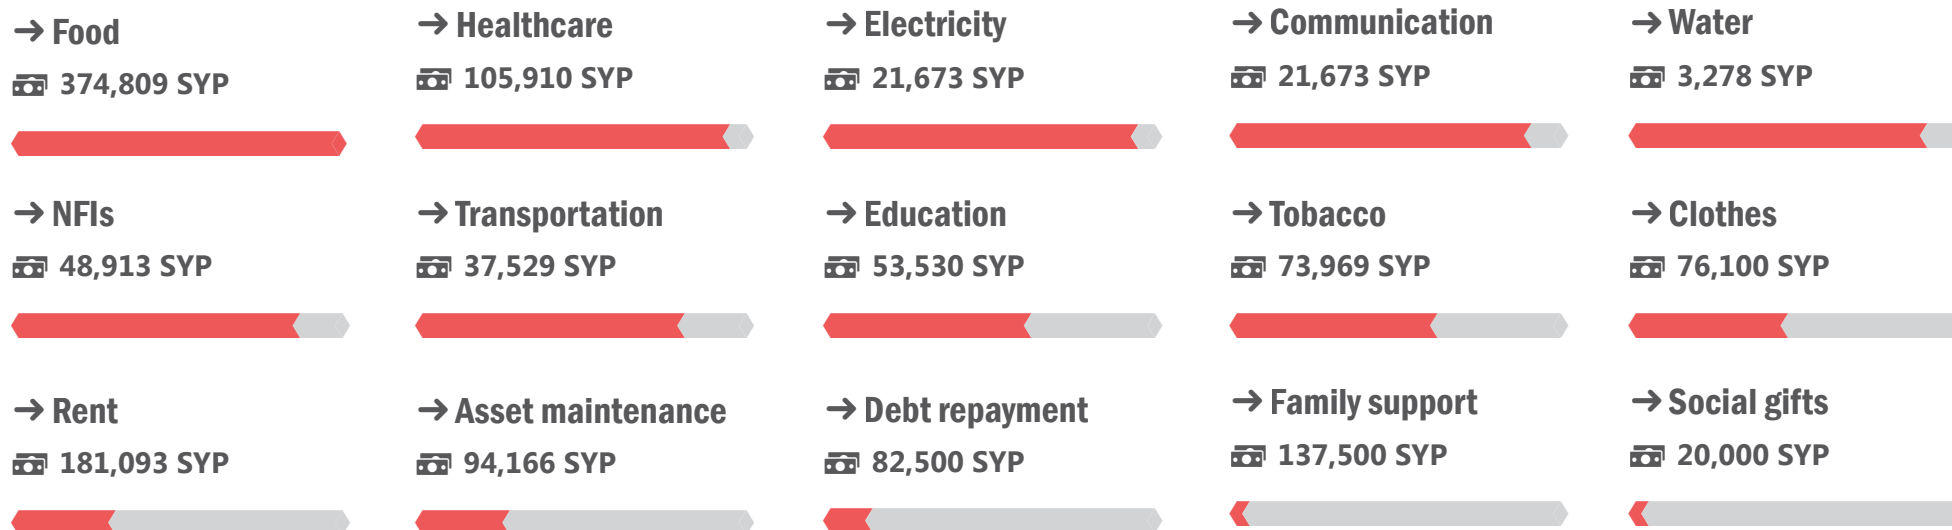 → Food
374,809 SYP
→ Healthcare
105,910 SYP
→ Electricity
21,673 SYP
→ Communication
21,673 SYP
→ Water
3,278 SYP
→ NFIs
48,913 SYP
→ Transportation
37,529 SYP
→ Education
53,530 SYP
→ Tobacco
73,969 SYP
→ Clothes
76,100 SYP
→ Rent
181,093 SYP
→ Asset maintenance
94,166 SYP
→ Debt repayment
82,500 SYP
→ Family support
137,500 SYP
→ Social gifts
20,000 SYP